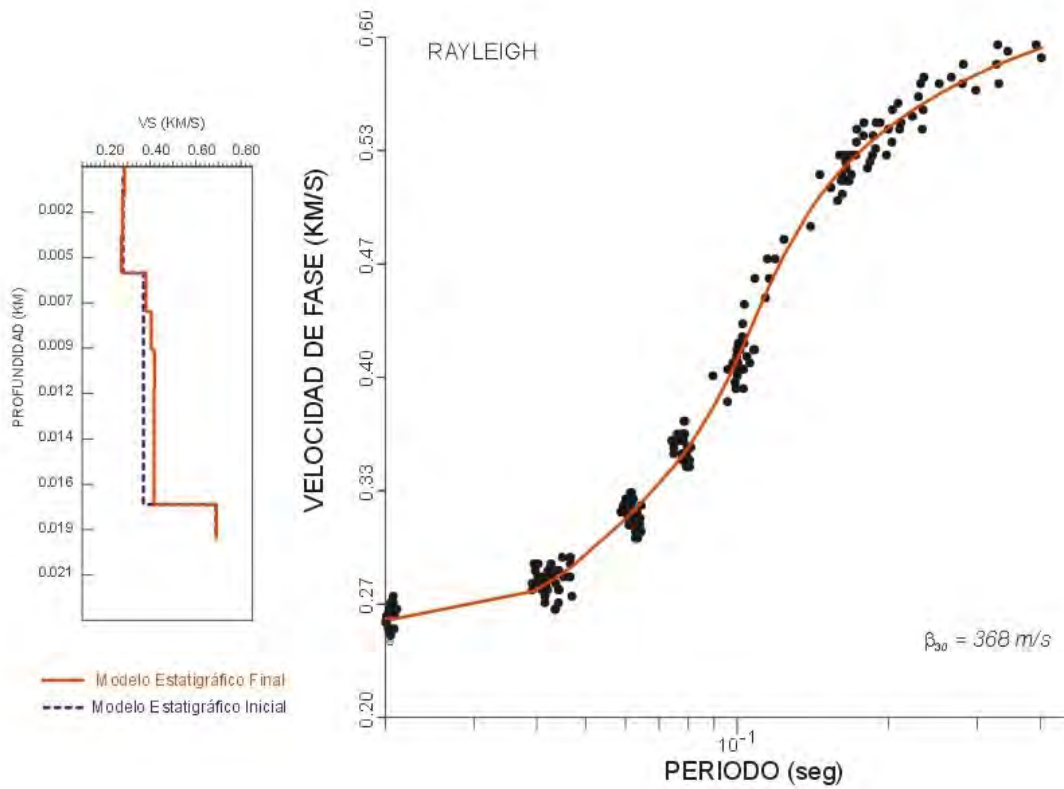 VS (KM/S)
0.20 0.40 0.60 0.80
PROFUNDIDAD (KM)
0.002
0.005
0.007
0.009
0.012
0.014
0.016
0.019
0.021
Modelo Estatigráfico Final
Modelo Estatigráfico Inicial
RAYLEIGH
VELOCIDAD DE FASE (KM/S)
0.60
0.53
0.47
0.40
0.33
0.27
0.20
β30 = 368 m/s
10-1
PERIODO (seg)